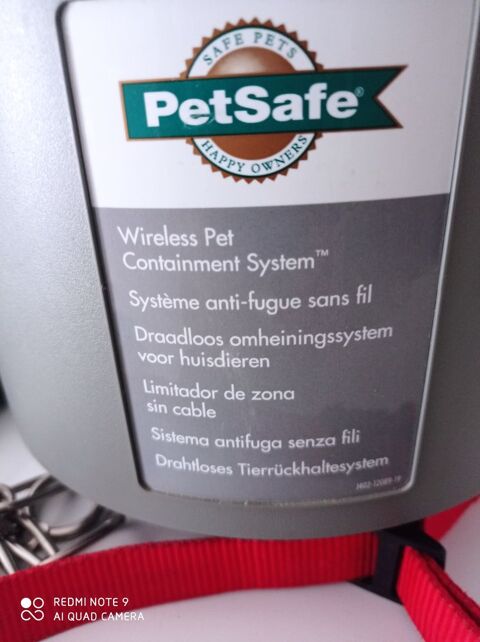 SAFE PETS
PetSafe®
HAPPY OWNERS
Wireless Pet
Containment System™
Système anti-fugue sans fil
Draadloos omheiningssysteem
voor huisdieren
Limitador de zona
sin cable
Sistema antifuga senza fili
Drahtloses Tierrückhaltesystem
REDMI NOTE 9
AI QUAD CAMERA